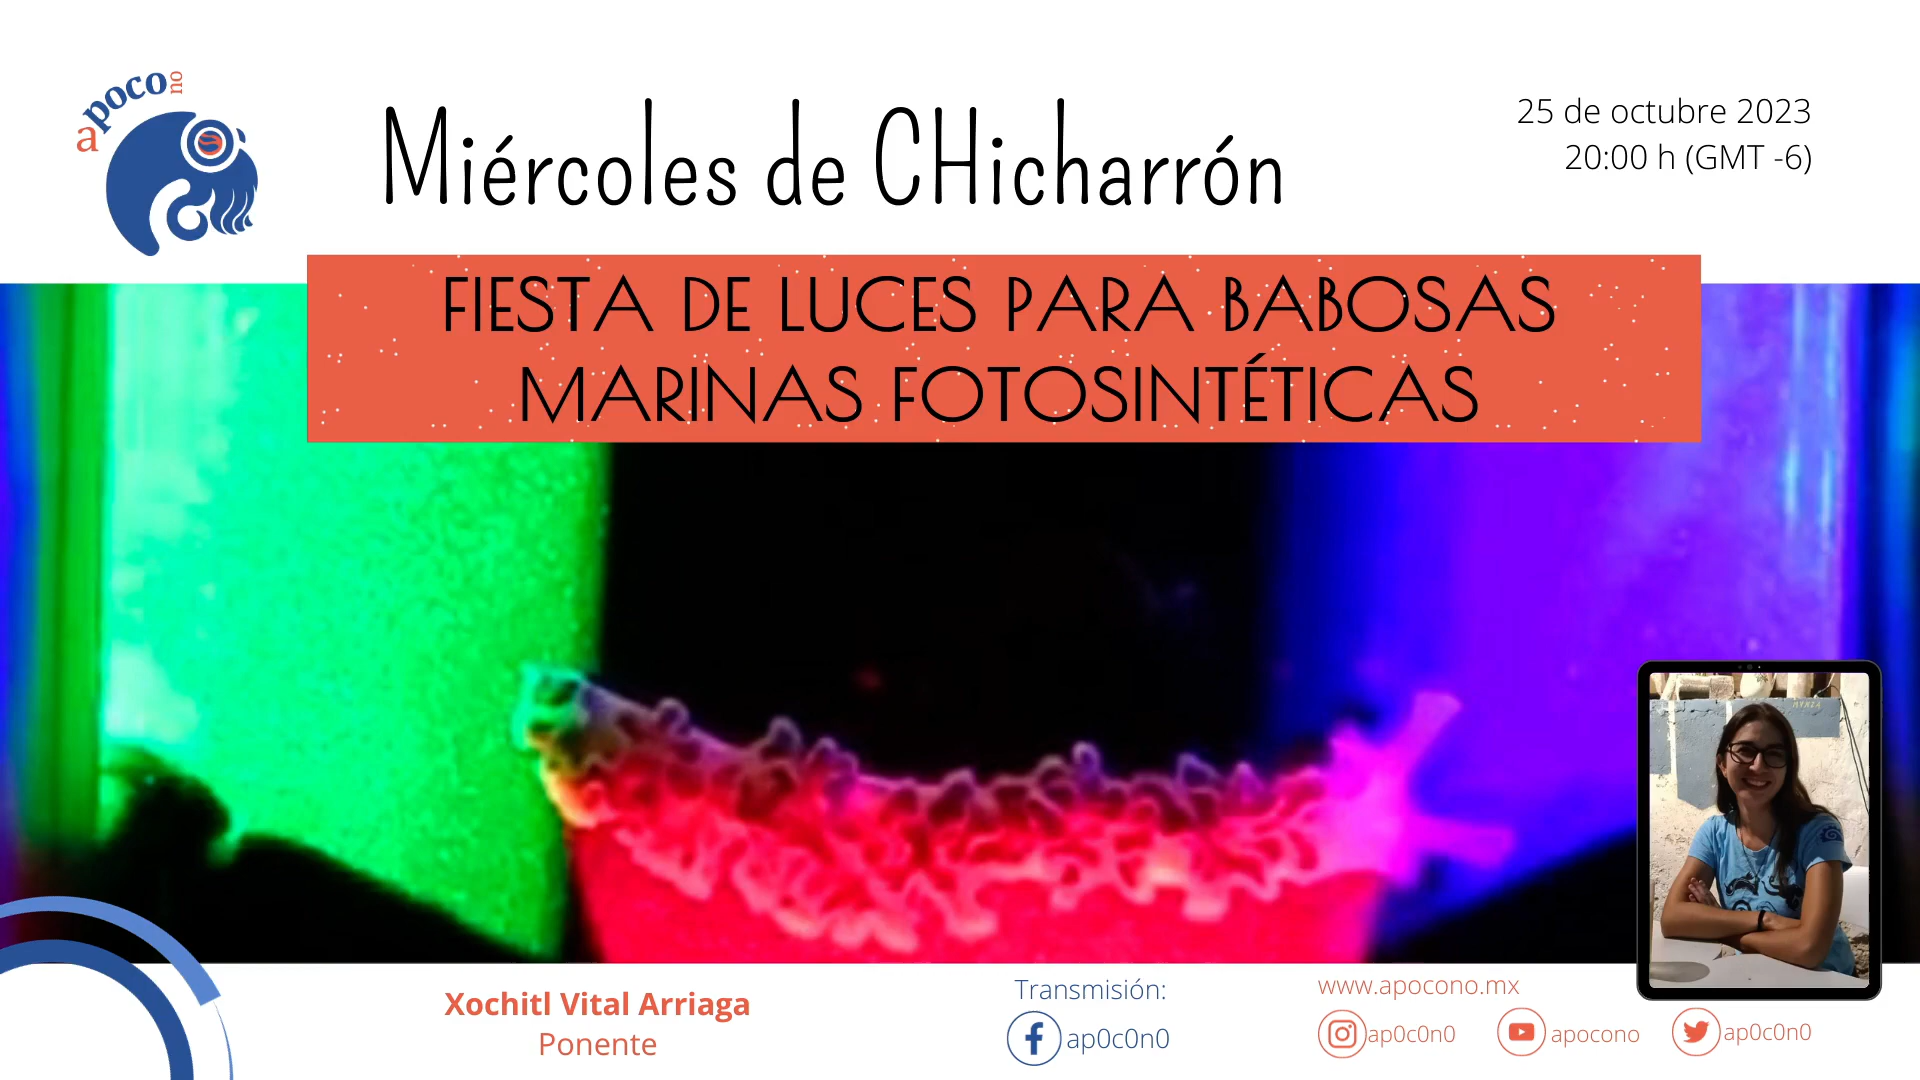 apoco no
Miércoles de CHicharrón
25 de octubre 2023
20:00 h (GMT -6)
FIESTA DE LUCES PARA BABOSAS
MARINAS FOTOSINTÉTICAS
Xochitl Vital Arriaga
Ponente
Transmisión:
ap0c0n0
www.apocono.mx
ap0c0n0
apocono
ap0c0n0